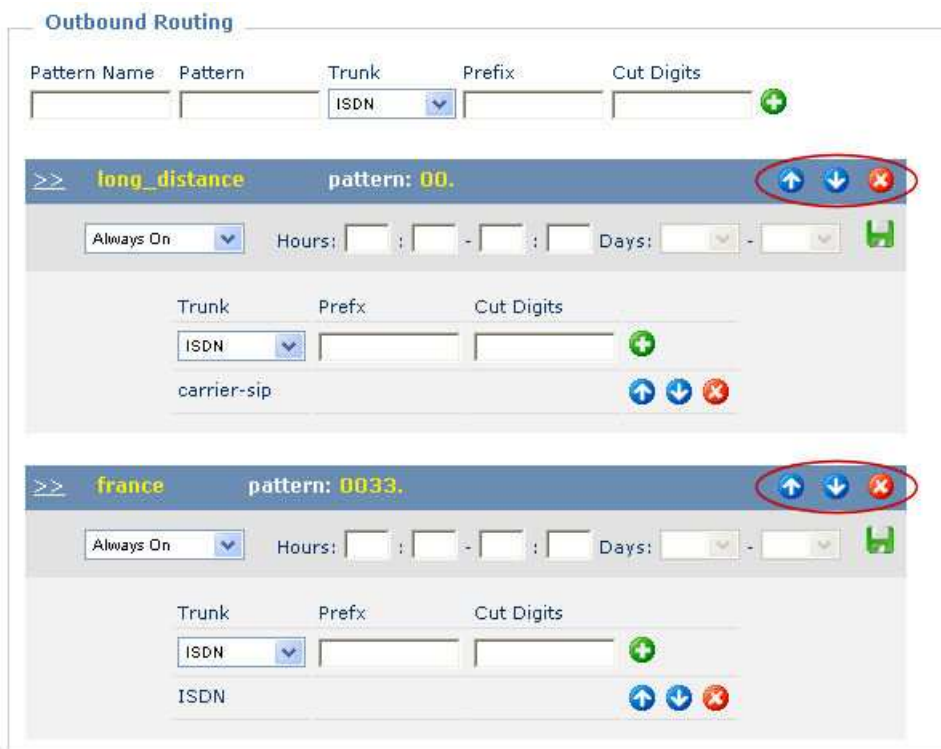 Outbound Routing
Pattern Name Pattern Trunk Prefix Cut Digits
ISDN
>> long_distance pattern: 00.
Always On Hours: : - : Days: -
Trunk Prefx Cut Digits
ISDN
carrier-sip
>> france pattern: 0033.
Always On Hours: : - : Days: -
Trunk Prefx Cut Digits
ISDN
ISDN